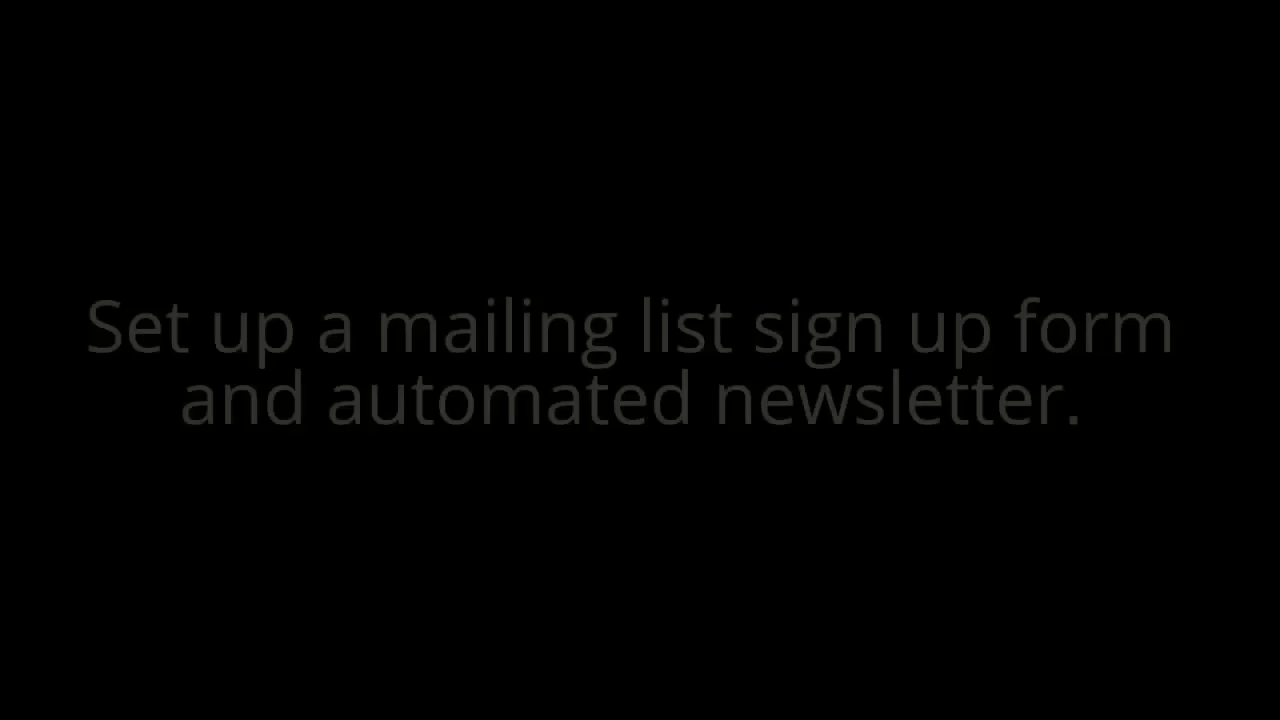 Set up a mailing list sign up form
and automated newsletter.